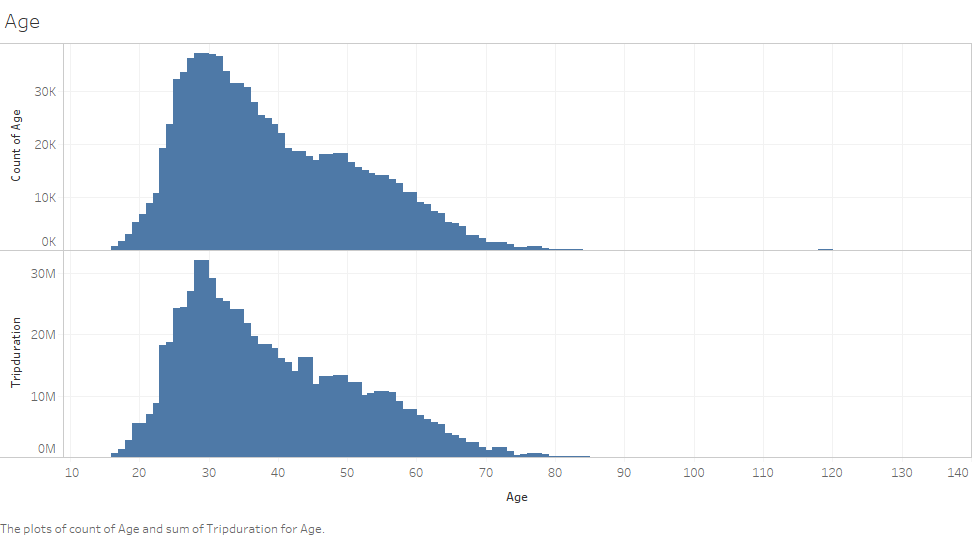 Age
Count of Age
30K
20K
10K
0K
Tripduration
30M
20M
10M
0M
10 20 30 40 50 60 70 80 90 100 110 120 130 140
Age
The plots of count of Age and sum of Tripduration for Age.